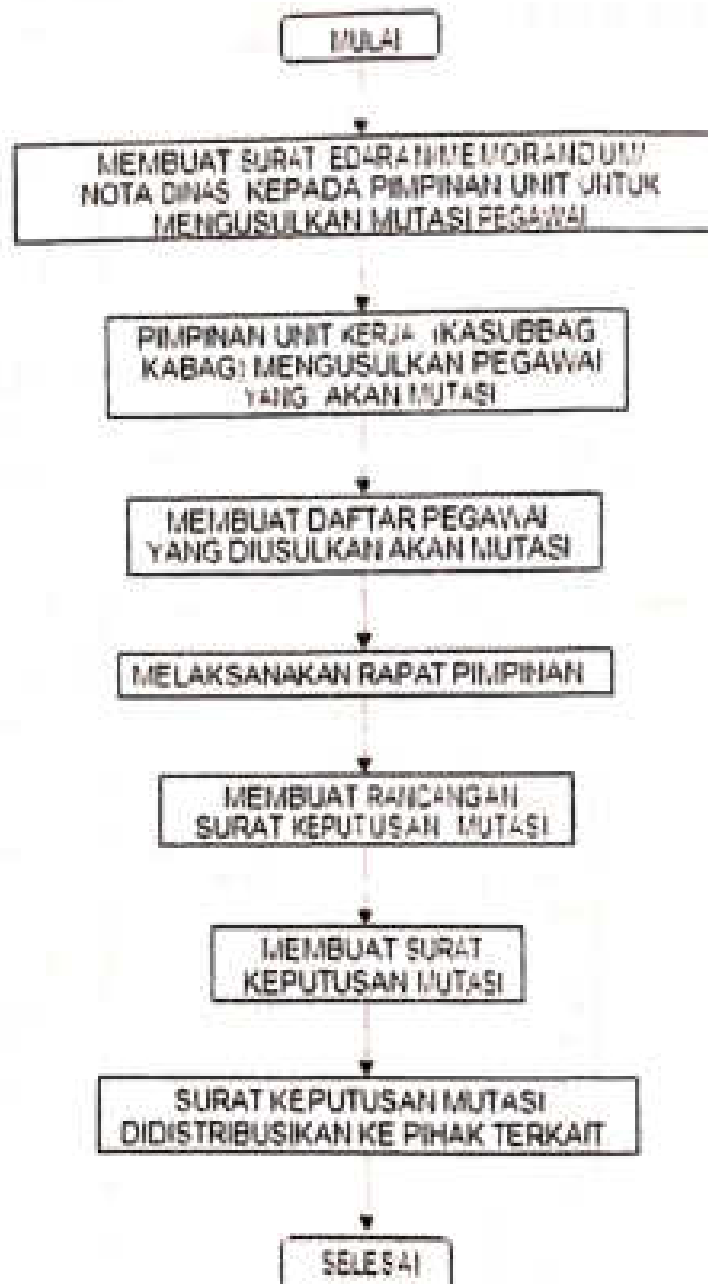 MULAI
MEMBUAT SURAT EDARAN/MEMORANDUM/
NOTA DINAS KEPADA PIMPINAN UNIT UNTUK
MENGUSULKAN MUTASI PEGAWAI
PIMPINAN UNIT KERJA (KASUBBAG
KABAG) MENGUSULKAN PEGAWAI
YANG AKAN MUTASI
MEMBUAT DAFTAR PEGAWAI
YANG DIUSULKAN AKAN MUTASI
MELAKSANAKAN RAPAT PIMPINAN
MEMBUAT RANCANGAN
SURAT KEPUTUSAN MUTASI
MEMBUAT SURAT
KEPUTUSAN MUTASI
SURAT KEPUTUSAN MUTASI
DIDISTRIBUSIKAN KE PIHAK TERKAIT
SELESAI